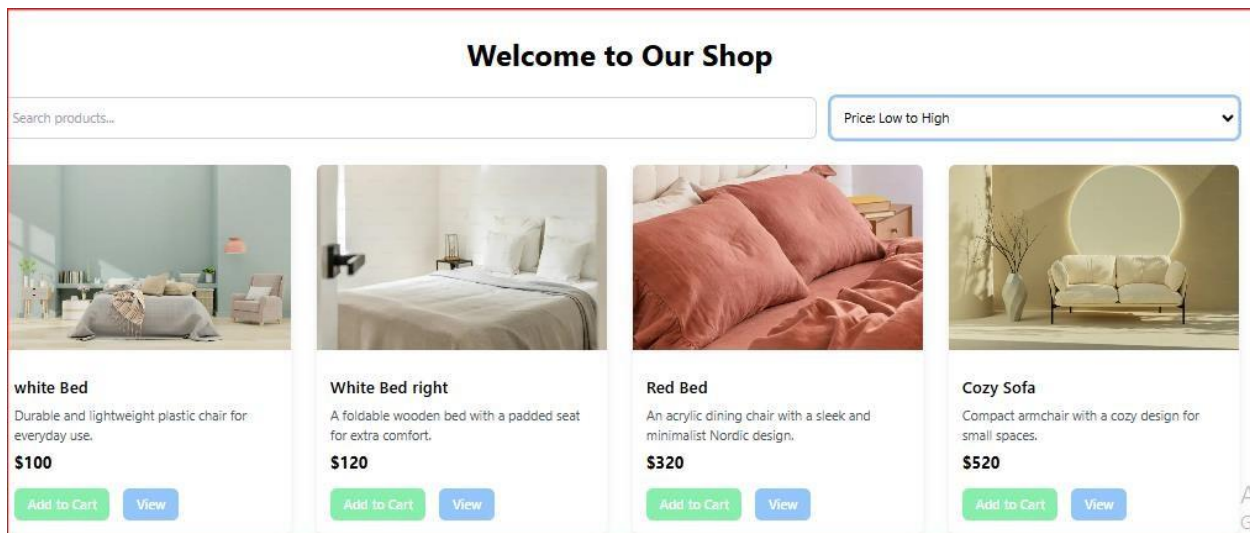 Welcome to Our Shop
Search products...
Price: Low to High
white Bed
Durable and lightweight plastic chair for
everyday use.
$100
Add to Cart
View
White Bed right
A foldable wooden bed with a padded seat
for extra comfort.
$120
Add to Cart
View
Red Bed
An acrylic dining chair with a sleek and
minimalist Nordic design.
$320
Add to Cart
View
Cozy Sofa
Compact armchair with a cozy design for
small spaces.
$520
Add to Cart
View